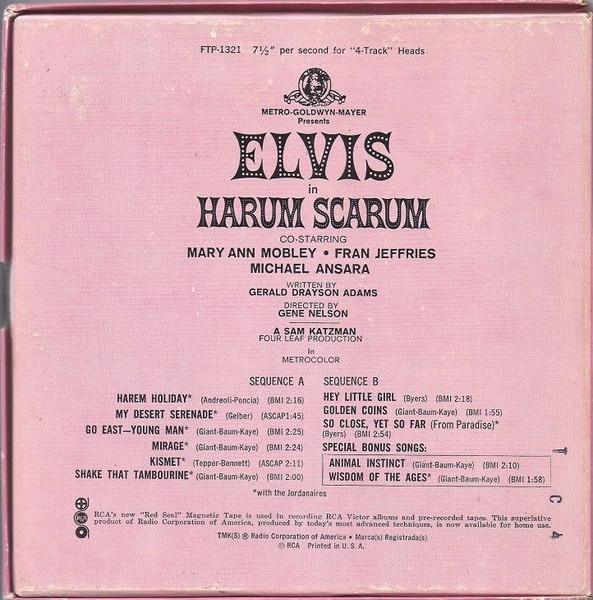 FTP-1321 7½" per second for "4-Track" Heads
METRO-GOLDWYN-MAYER
Presents
ELVIS
in
HARUM SCARUM
CO-STARRING
MARY ANN MOBLEY • FRAN JEFFRIES
MICHAEL ANSARA
WRITTEN BY
GERALD DRAYSON ADAMS
DIRECTED BY
GENE NELSON
A SAM KATZMAN
FOUR LEAF PRODUCTION
In
METROCOLOR
SEQUENCE A
HAREM HOLIDAY* (Andreoli-Poncia) (BMI 2:16)
MY DESERT SERENADE* (Gelber) (ASCAP1:45)
GO EAST—YOUNG MAN* (Giant-Baum-Kaye) (BMI 2:25)
MIRAGE* (Giant-Baum-Kaye) (BMI 2:24)
KISMET* (Tepper-Bennett) (ASCAP 2:11)
SHAKE THAT TAMBOURINE* (Giant-Baum-Kaye) (BMI 2:00)
SEQUENCE B
HEY LITTLE GIRL (Byers) (BMI 2:18)
GOLDEN COINS (Giant-Baum-Kaye) (BMI 1:55)
SO CLOSE, YET SO FAR (From Paradise)*
(Byers) (BMI 2:54)
SPECIAL BONUS SONGS:
ANIMAL INSTINCT (Giant-Baum-Kaye) (BMI 2:10)
WISDOM OF THE AGES* (Giant-Baum-Kaye) (BMI 1:58)
*with the Jordanaires
T
C
4
RCA's new "Red Seal" Magnetic Tape is used in recording RCA Victor albums and pre-recorded tapes. This superlative
product of Radio Corporation of America, produced by today's most advanced techniques, is now available for home use.
TMK(S) ® Radio Corporation of America • Marca(s) Registrada(s)
© RCA Printed in U. S. A.